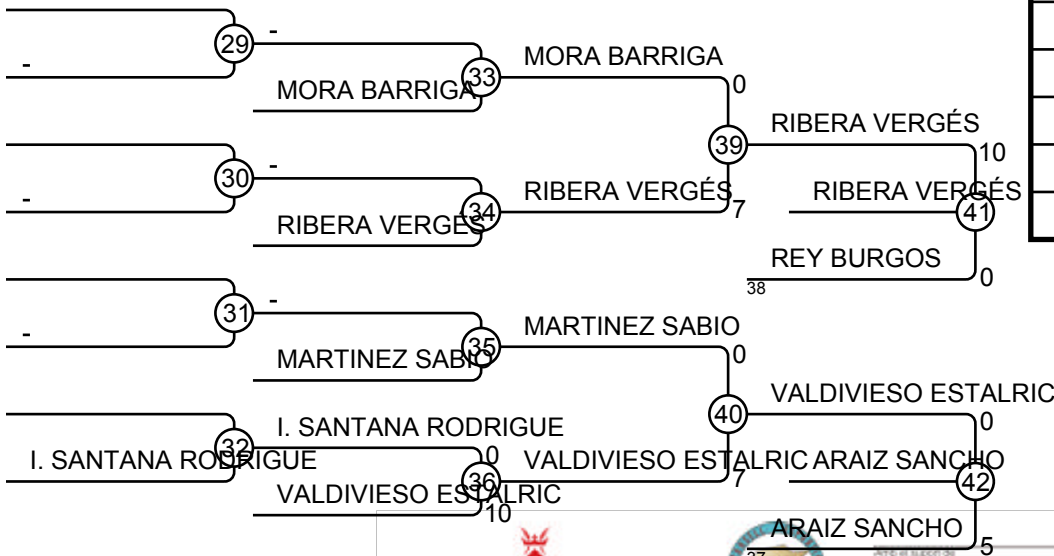 29
-
-
33
MORA BARRIGA
MORA BARRIGA
0
39
RIBERA VERGÉS
10
30
-
-
34
RIBERA VERGÉS
RIBERA VERGÉS
7
RIBERA VERGÉS
41
REY BURGOS
38
0
31
-
-
35
MARTINEZ SABIO
MARTINEZ SABIO
0
40
VALDIVIESO ESTALRIC
0
32
I. SANTANA RODRIGUE
I. SANTANA RODRIGUE
0
36
VALDIVIESO ESTALRIC
10
VALDIVIESO ESTALRIC
7
ARAIZ SANCHO
42
ARAIZ SANCHO
37
5